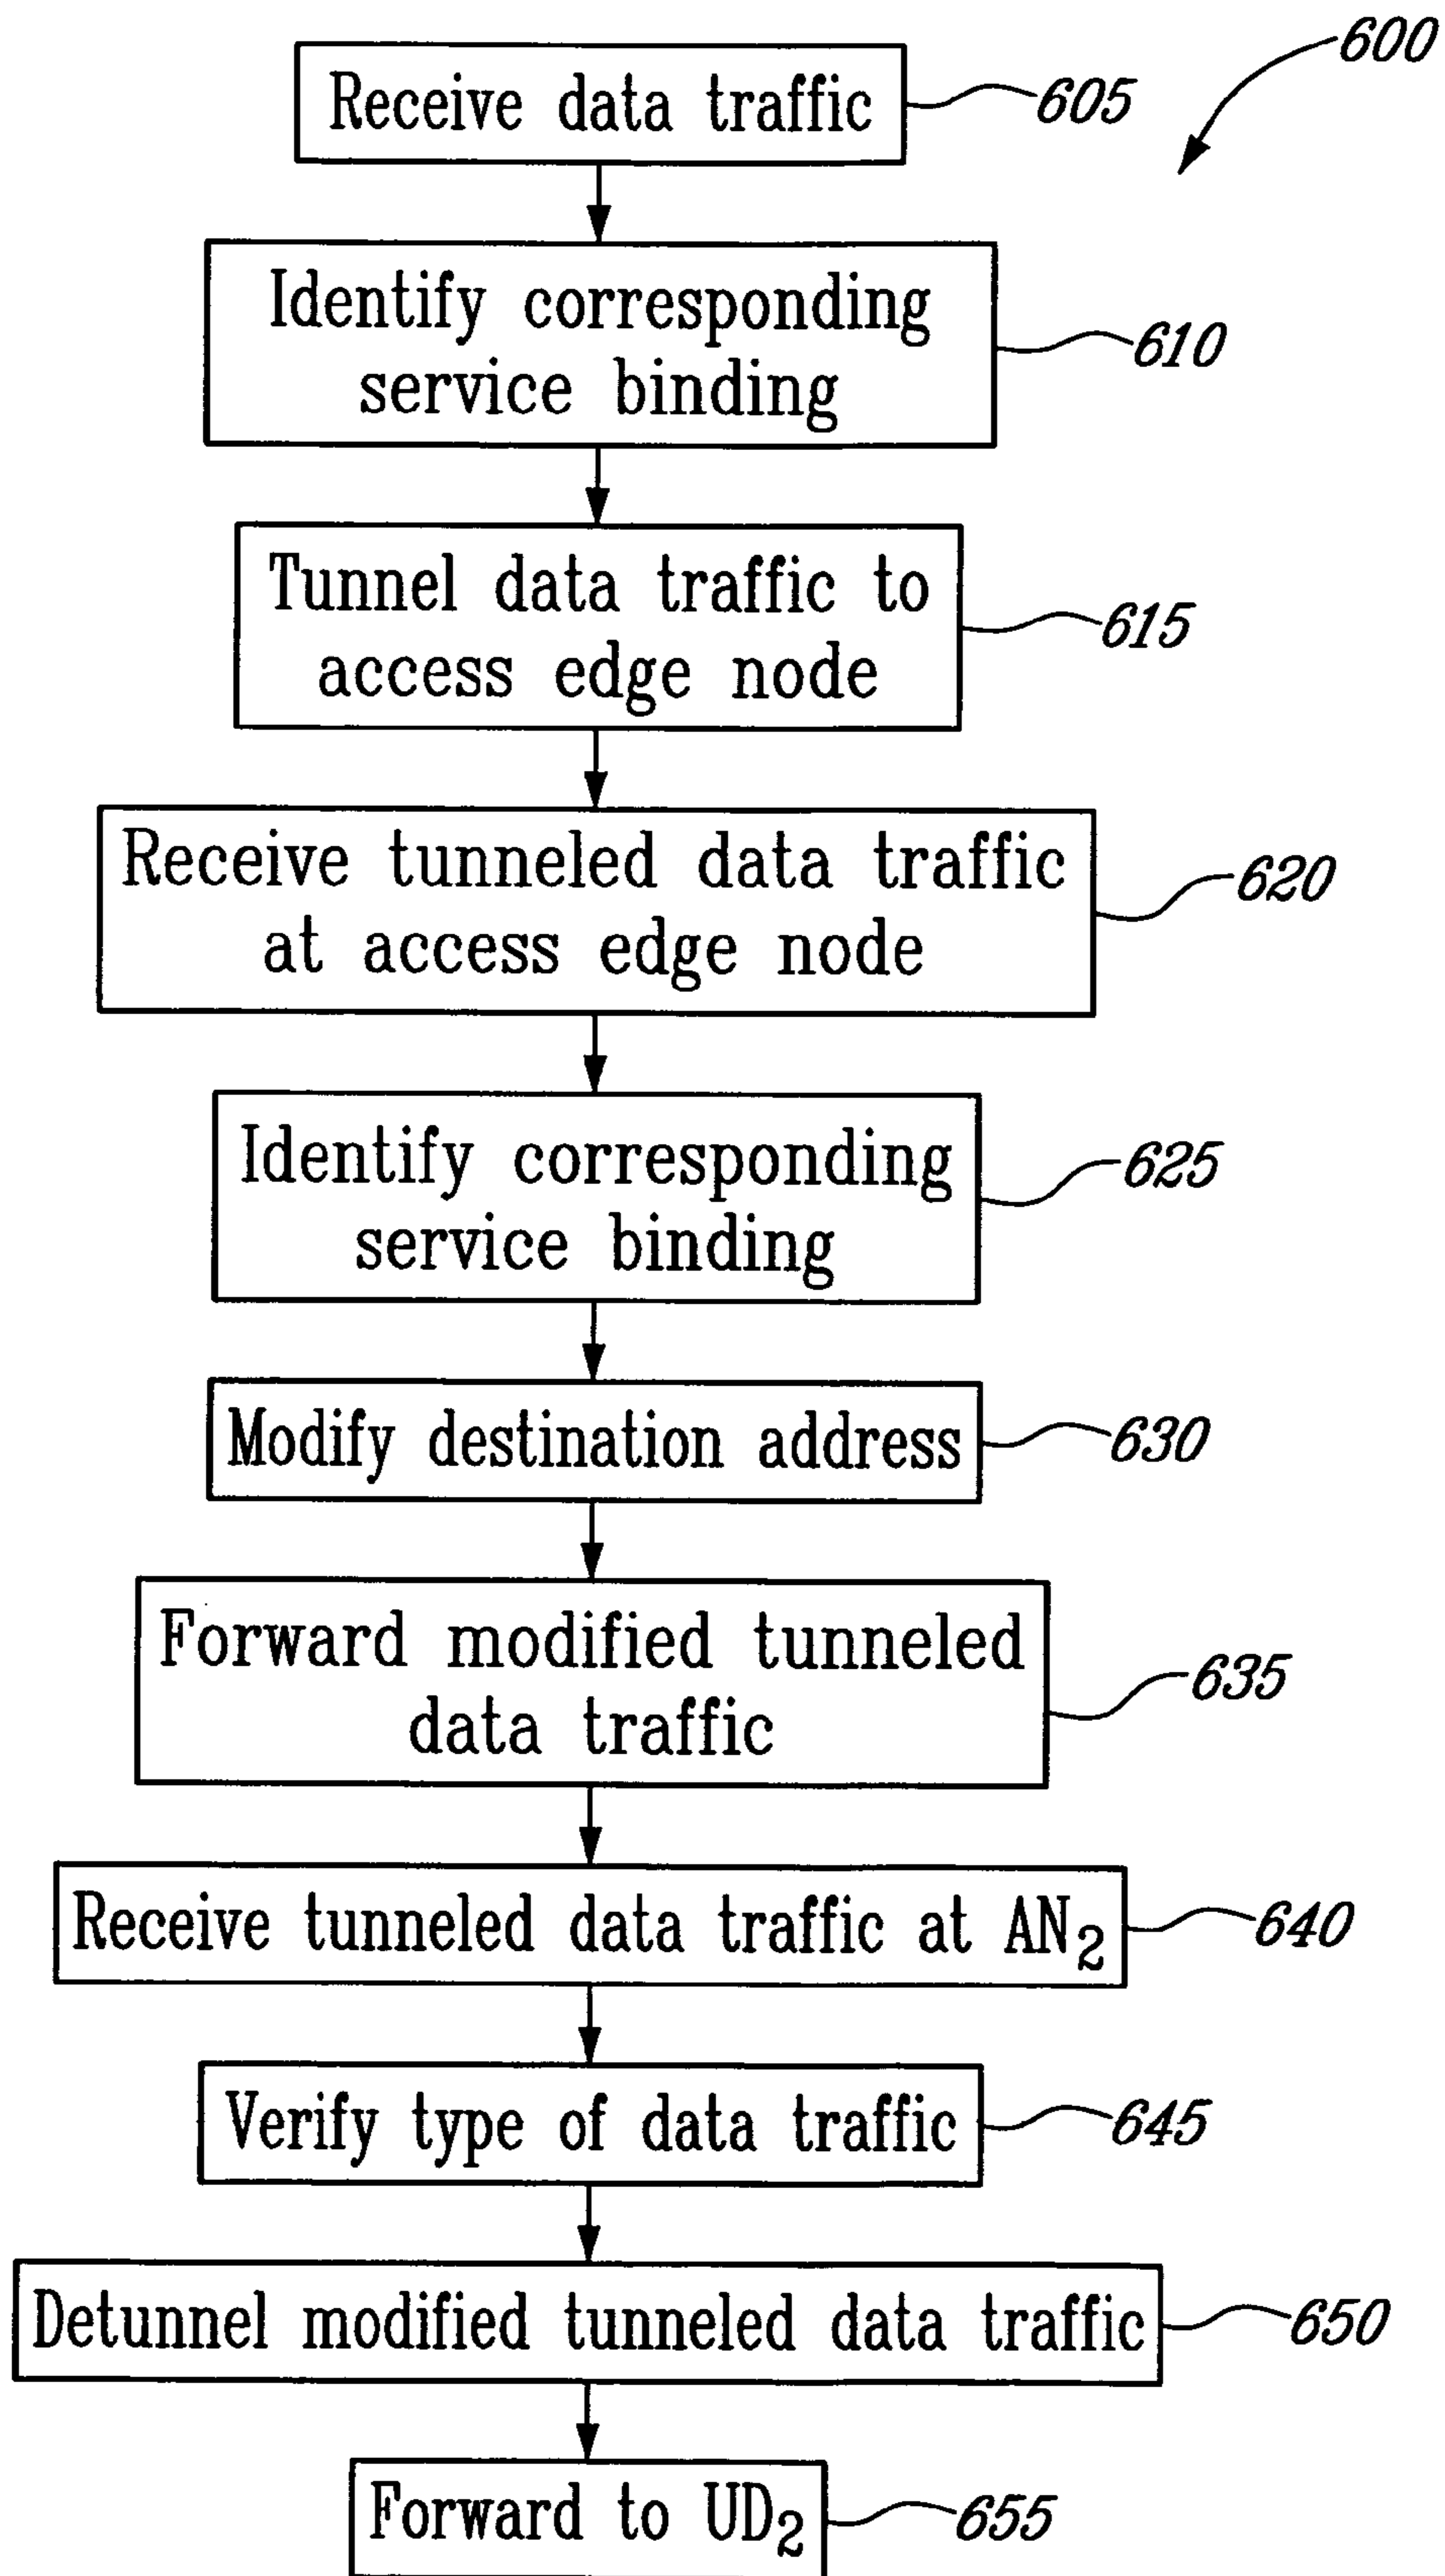 600
Receive data traffic
605
Identify corresponding
service binding
610
Tunnel data traffic to
access edge node
615
Receive tunneled data traffic
at access edge node
620
Identify corresponding
service binding
625
Modify destination address
630
Forward modified tunneled
data traffic
635
Receive tunneled data traffic at AN₂
640
Verify type of data traffic
645
Detunnel modified tunneled data traffic
650
Forward to UD₂
655